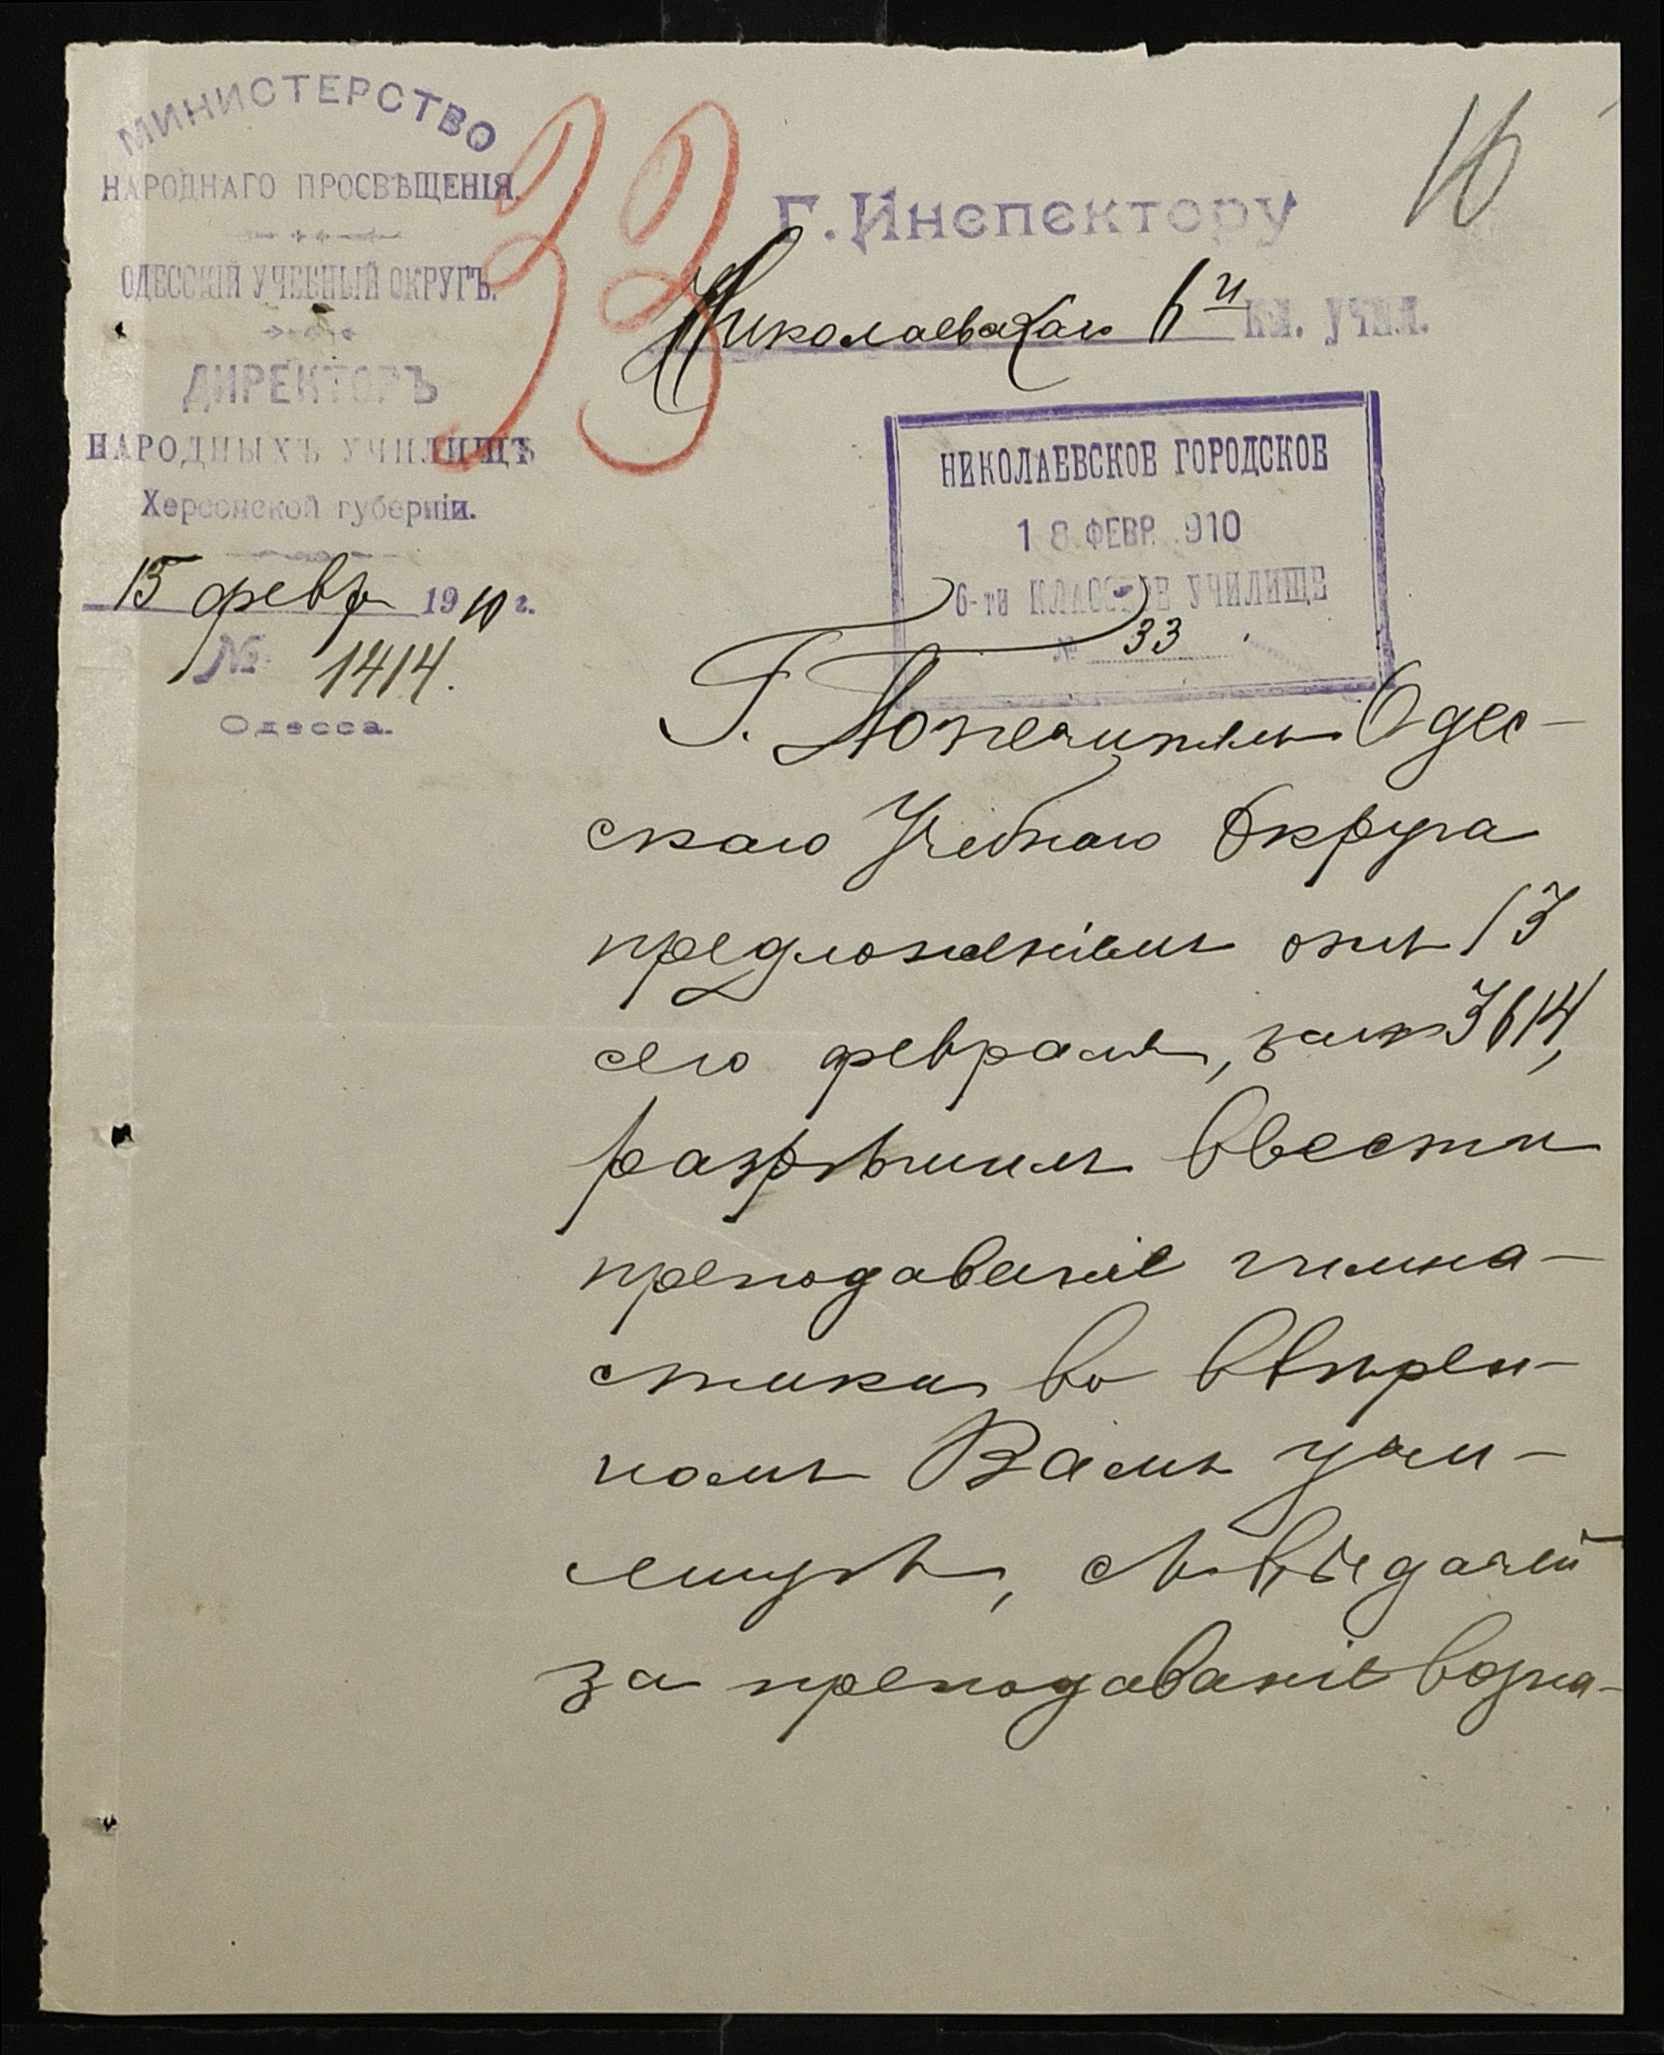 МИНИСТЕРСТВО
НАРОДНАГО ПРОСВѢЩЕНІЯ.
ОДЕССКІЙ УЧЕБНЫЙ ОКРУГЪ.
ДИРЕКТОРЪ
НАРОДНЫХЪ УЧИЛИЩЪ
Херсонской губерніи.
15 февр 1910 г.
№ 1414.
Одесса.
33
16
Г. Инспектору
Николаевскаго 6и кл. учил.
НИКОЛАЕВСКОЕ ГОРОДСКОЕ
18 ФЕВР. 910
6-ти КЛАССНОЕ УЧИЛИЩЕ
№ 33
Г. Попечитель Одес-
скаго Учебнаго Округа
предложеніемъ отъ 13
сего февраля, за № 3614,
разрѣшилъ ввести
преподаваніе гимна-
стики во ввѣрен-
номъ Вамъ учи-
лищѣ, съ выдачей
за преподаваніе возна-